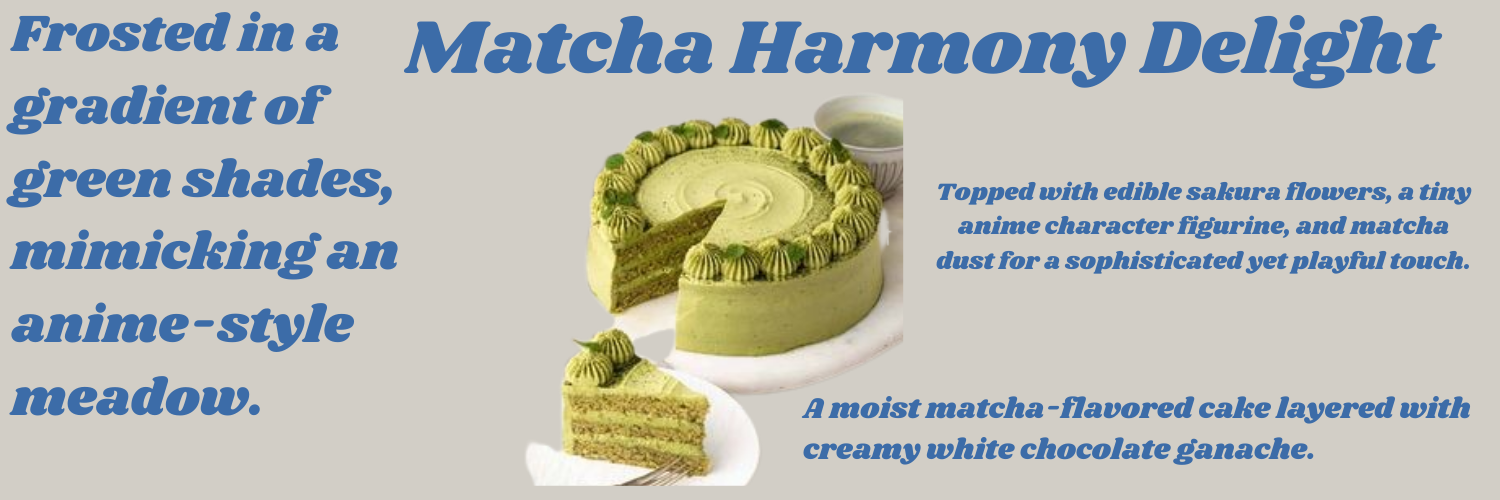 Matcha Harmony Delight
Frosted in a
gradient of
green shades,
mimicking an
anime-style
meadow.
Topped with edible sakura flowers, a tiny
anime character figurine, and matcha
dust for a sophisticated yet playful touch.
A moist matcha-flavored cake layered with
creamy white chocolate ganache.